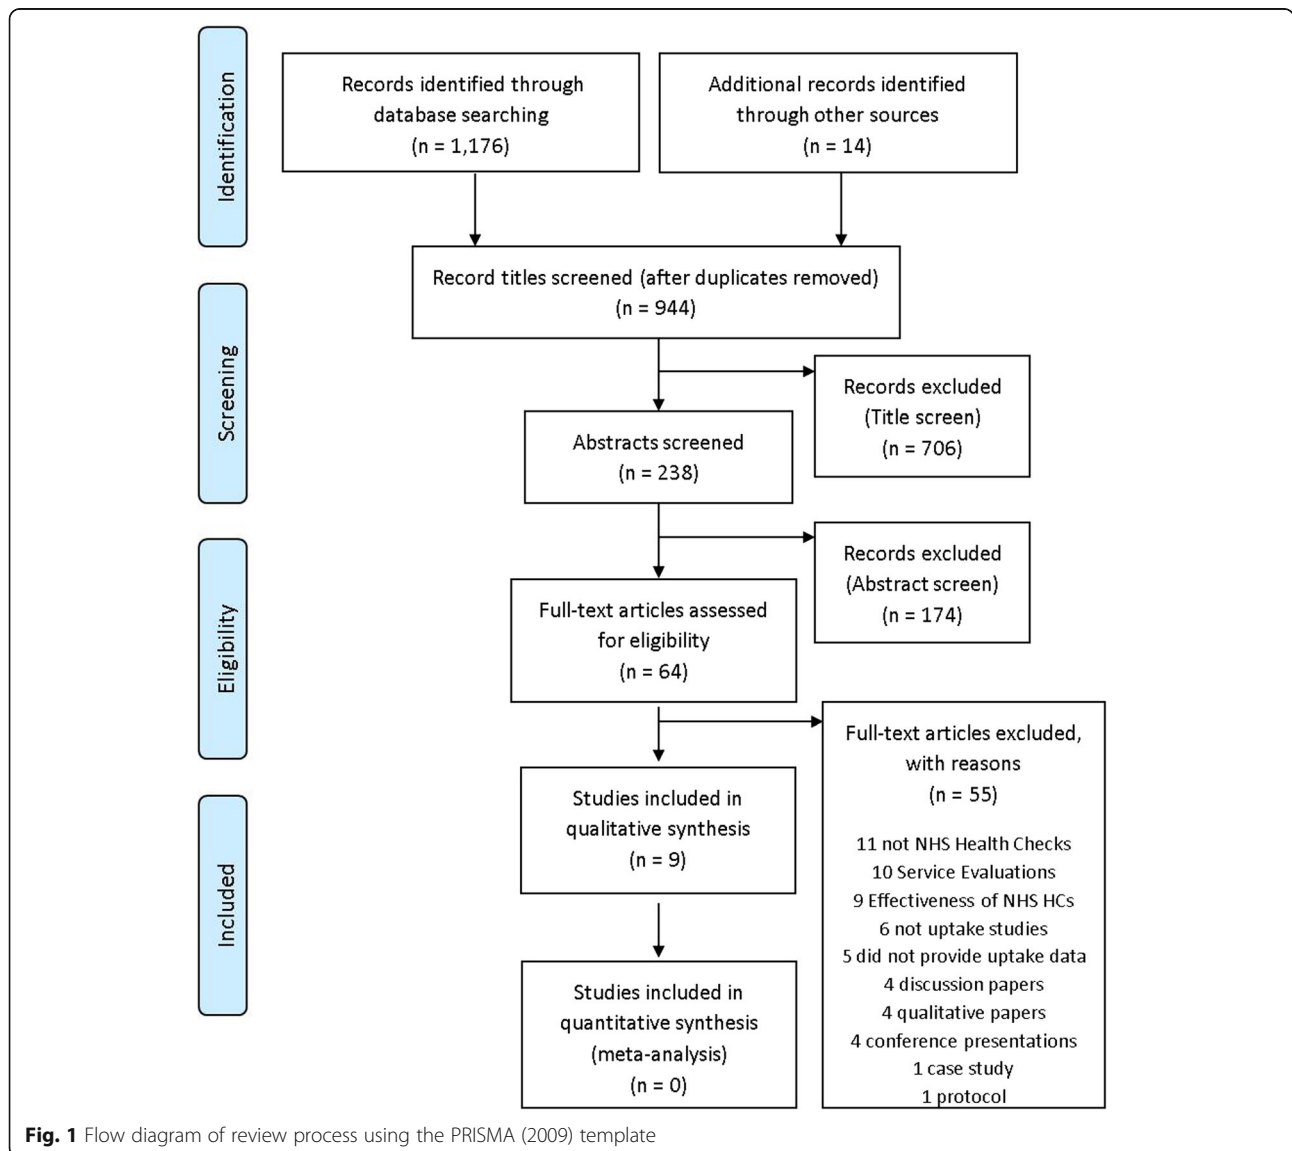 Identification
Records identified through
database searching
(n = 1,176)
Additional records identified
through other sources
(n = 14)
Record titles screened (after duplicates removed)
(n = 944)
Screening
Records excluded
(Title screen)
(n = 706)
Abstracts screened
(n = 238)
Records excluded
(Abstract screen)
(n = 174)
Eligibility
Full-text articles assessed
for eligibility
(n = 64)
Full-text articles excluded,
with reasons
(n = 55)
11 not NHS Health Checks
10 Service Evaluations
9 Effectiveness of NHS HCs
6 not uptake studies
5 did not provide uptake data
4 discussion papers
4 qualitative papers
4 conference presentations
1 case study
1 protocol
Included
Studies included in
qualitative synthesis
(n = 9)
Studies included in
quantitative synthesis
(meta-analysis)
(n = 0)
Fig. 1 Flow diagram of review process using the PRISMA (2009) template